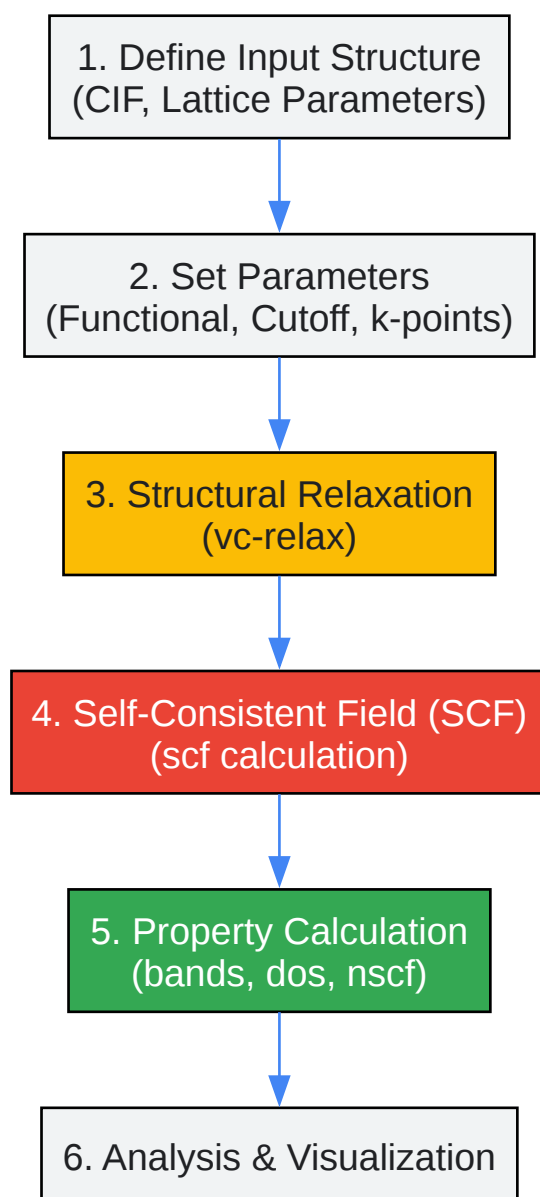 1. Define Input Structure
(CIF, Lattice Parameters)
2. Set Parameters
(Functional, Cutoff, k-points)
3. Structural Relaxation
(vc-relax)
4. Self-Consistent Field (SCF)
(scf calculation)
5. Property Calculation
(bands, dos, nscf)
6. Analysis & Visualization